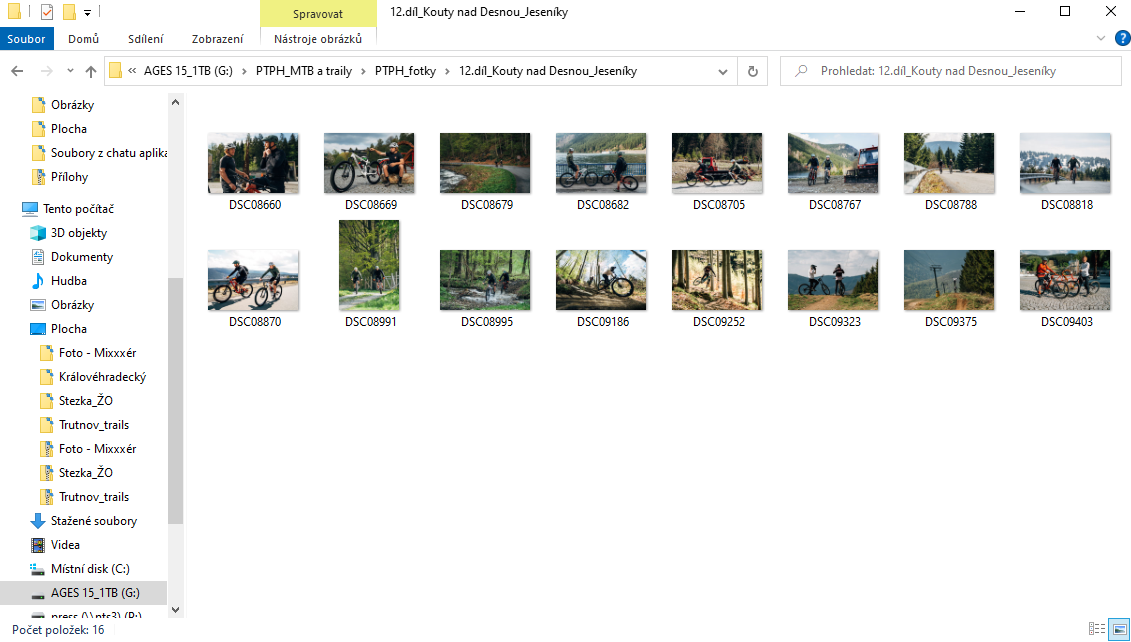 Spravovat
12.díl_Kouty nad Desnou_Jeseníky
Soubor
Domů
Sdílení
Zobrazení
Nástroje obrázků
?
«
AGES 15_1TB (G:)
PTPH_MTB a traily
PTPH_fotky
12.díl_Kouty nad Desnou_Jeseníky
Prohledat: 12.díl_Kouty nad Desnou_Jeseníky
Obrázky
Plocha
Soubory z chatu aplika
Přílohy
Tento počítač
3D objekty
Dokumenty
Hudba
Obrázky
Plocha
Foto - Mixxxér
Královéhradecký
Stezka_ŽO
Trutnov_trails
Foto - Mixxxér
Stezka_ŽO
Trutnov_trails
Stažené soubory
Videa
Místní disk (C:)
AGES 15_1TB (G:)
press (\\nts3) (P:)
DSC08660
DSC08669
DSC08679
DSC08682
DSC08705
DSC08767
DSC08788
DSC08818
DSC08870
DSC08991
DSC08995
DSC09186
DSC09252
DSC09323
DSC09375
DSC09403
Počet položek: 16